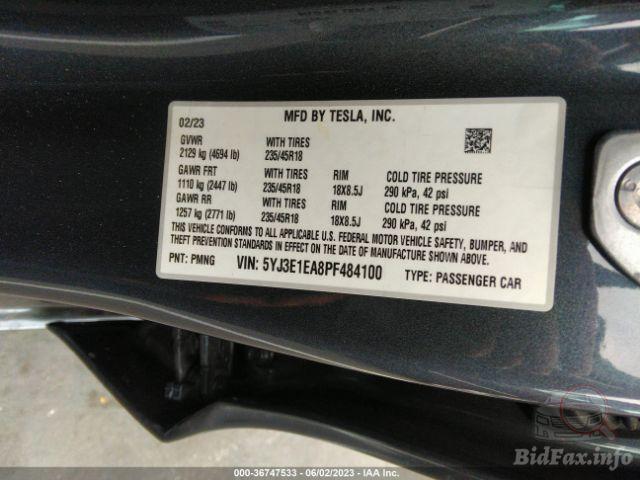 MFD BY TESLA, INC.
02/23
GVWR WITH TIRES
2129 kg (4694 lb) 235/45R18
GAWR FRT WITH TIRES RIM COLD TIRE PRESSURE
1110 kg (2447 lb) 235/45R18 18X8.5J 290 kPa, 42 psi
GAWR RR WITH TIRES RIM COLD TIRE PRESSURE
1257 kg (2771 lb) 235/45R18 18X8.5J 290 kPa, 42 psi
THIS VEHICLE CONFORMS TO ALL APPLICABLE U.S. FEDERAL MOTOR VEHICLE SAFETY, BUMPER, AND
THEFT PREVENTION STANDARDS IN EFFECT ON THE DATE OF MANUFACTURE SHOWN ABOVE.
PNT: PMNG VIN: 5YJ3E1EA8PF484100 TYPE: PASSENGER CAR
BidFax.info
000-36747533 - 06/02/2023 - IAA Inc.